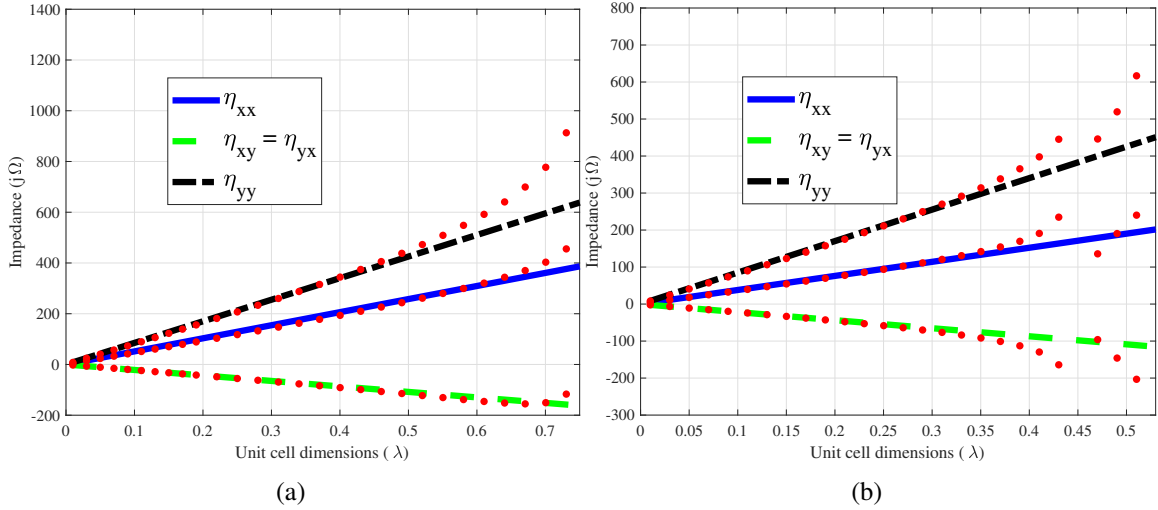 1400
1200
1000
800
600
400
200
0
-200
Impedance (j Ω)
η_xx
η_xy = η_yx
η_yy
0 0.1 0.2 0.3 0.4 0.5 0.6 0.7
Unit cell dimensions ( λ)
(a)
800
700
600
500
400
300
200
100
0
-100
-200
-300
Impedance (j Ω)
η_xx
η_xy = η_yx
η_yy
0 0.05 0.1 0.15 0.2 0.25 0.3 0.35 0.4 0.45 0.5
Unit cell dimensions ( λ)
(b)